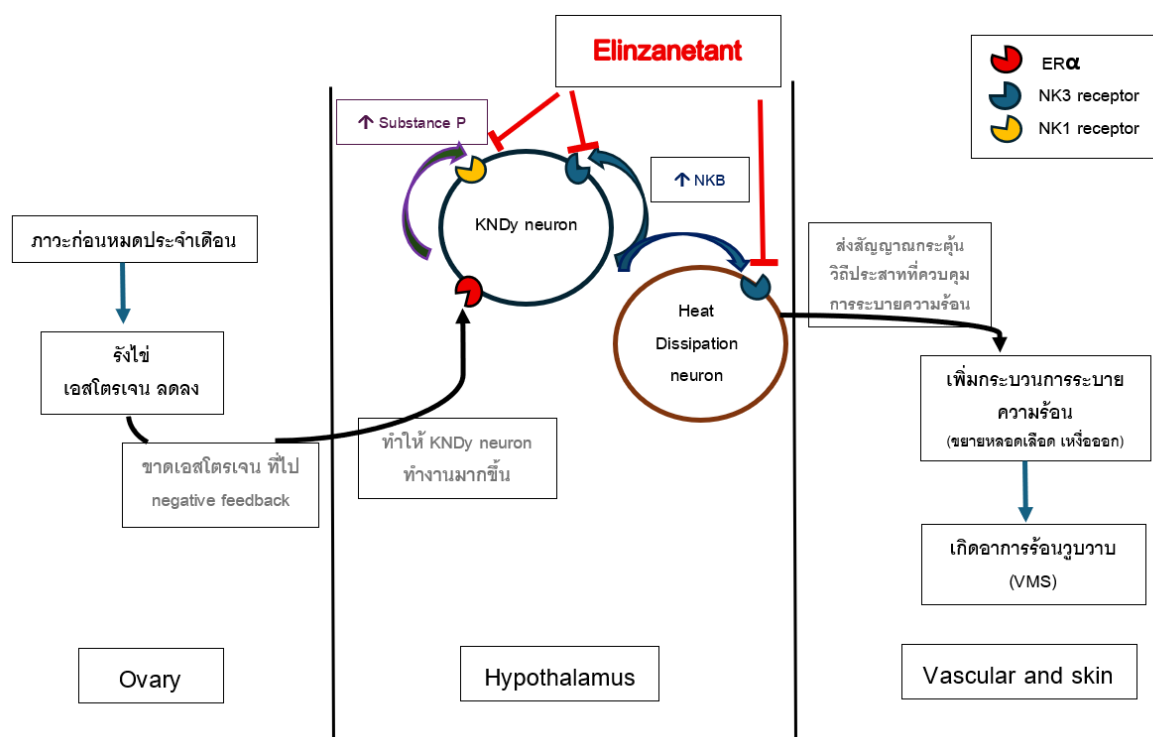 Elinzanetant
ERα
NK3 receptor
NK1 receptor
↑ Substance P
↑ NKB
KNDy neuron
ภาวะก่อนหมดประจำเดือน
ส่งสัญญาณกระตุ้น
วิถีประสาทที่ควบคุม
การระบายความร้อน
Heat
Dissipation
neuron
รังไข่
เอสโตรเจน ลดลง
เพิ่มกระบวนการระบาย
ความร้อน
(ขยายหลอดเลือด เหงื่อออก)
ขาดเอสโตรเจน ที่ไป
negative feedback
ทำให้ KNDy neuron
ทำงานมากขึ้น
เกิดอาการร้อนวูบวาบ
(VMS)
Ovary
Hypothalamus
Vascular and skin